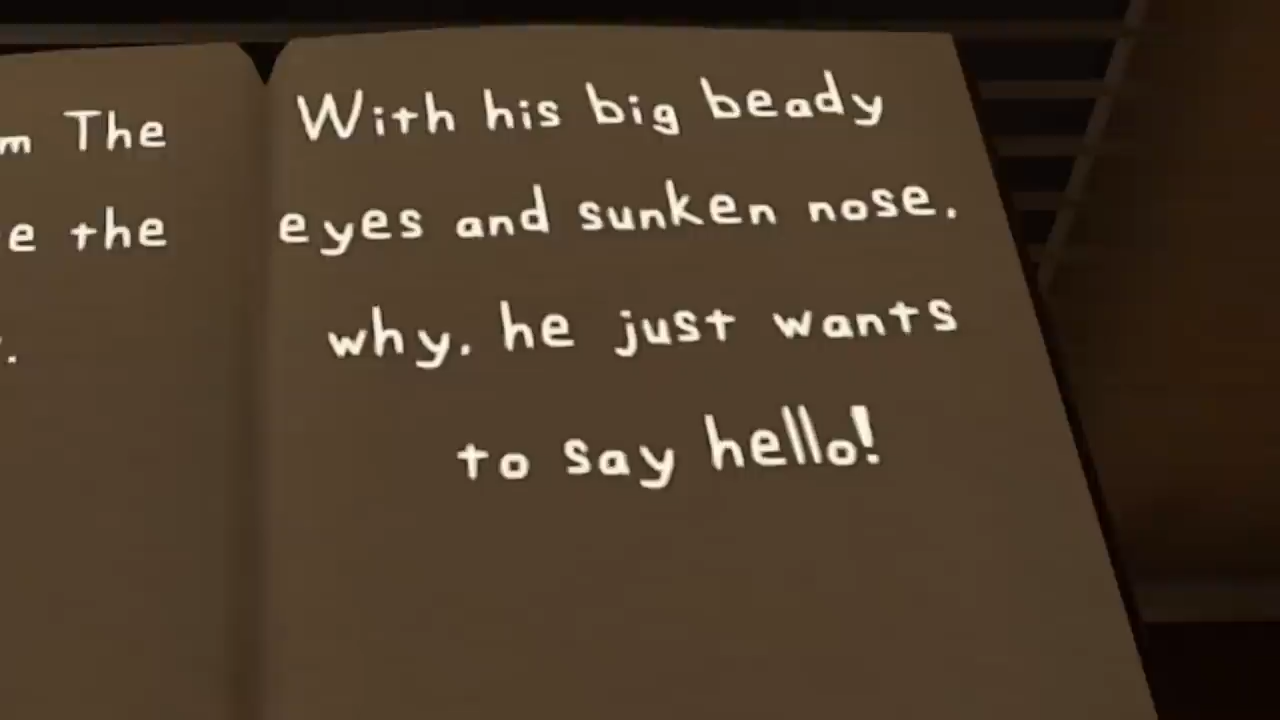 m The
e the
.
With his big beady
eyes and sunken nose,
why, he just wants
to say hello!